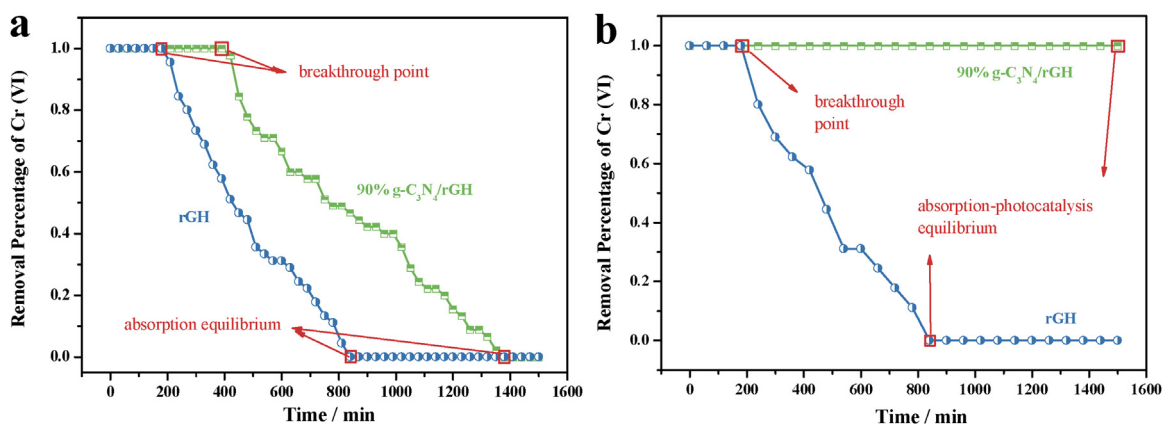 a
Removal Percentage of Cr (VI)
1.0
0.8
0.6
0.4
0.2
0.0
breakthrough point
90% g-C3N4/rGH
rGH
absorption equilibrium
0 200 400 600 800 1000 1200 1400 1600
Time / min
b
Removal Percentage of Cr (VI)
1.0
0.8
0.6
0.4
0.2
0.0
90% g-C3N4/rGH
breakthrough
point
absorption-photocatalysis
equilibrium
rGH
0 200 400 600 800 1000 1200 1400 1600
Time / min